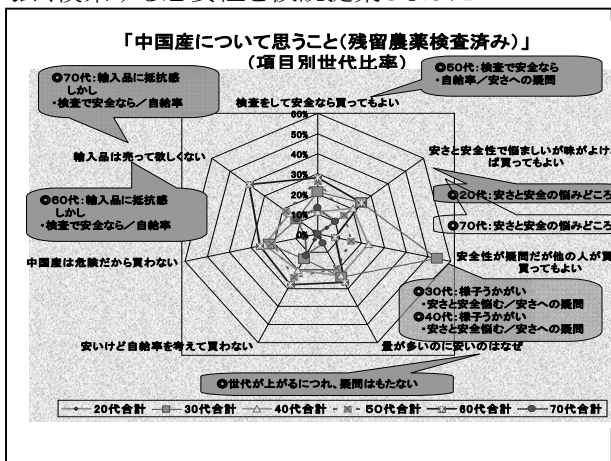 「中国産について思うこと(残留農薬検査済み)」
(項目別世代比率)
◎70代:輸入品に抵抗感
しかし
・検査で安全なら/自給率
◎50代:検査で安全なら
・自給率/安さへの疑問
検査をして安全なら買ってもよい
60%
50%
40%
30%
20%
10%
0%
輸入品は売って欲しくない
安さと安全性で悩ましいが味がよけれ
ば買ってもよい
◎60代:輸入品に抵抗感
しかし
・検査で安全なら/自給率
◎20代:安さと安全の悩みどころ
◎70代:安さと安全の悩みどころ
中国産は危険だから買わない
安全性が疑問だが他の人が買
買ってもよい
◎30代:様子うかがい
・安さと安全悩む/安さへの疑問
◎40代:様子うかがい
・安さと安全悩む/安さへの疑問
安いけど自給率を考えて買わない
量が多いのに安いのはなぜ
◎世代が上がるにつれ、疑問はもたない
20代合計 30代合計 40代合計 50代合計 60代合計 70代合計